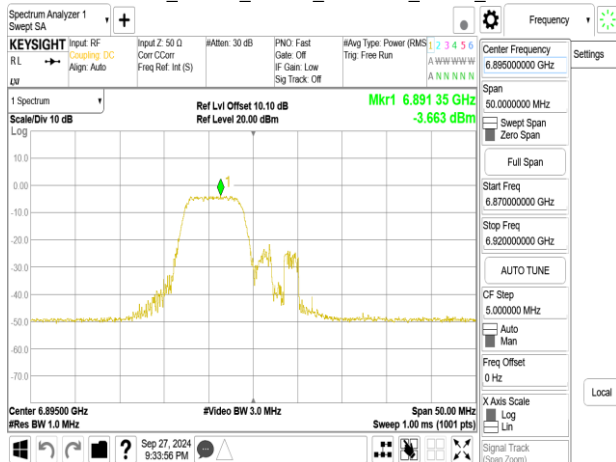 Spectrum Analyzer 1
Swept SA
+
Frequency
KEYSIGHT
RL
LXI
Input: RF
Coupling: DC
Align: Auto
Input Z: 50 Ω
Corr CCorr
Freq Ref: Int (S)
#Atten: 30 dB
PNO: Fast
Gate: Off
IF Gain: Low
Sig Track: Off
#Avg Type: Power (RMS
Trig: Free Run
1 2 3 4 5 6
A W W W W W
A N N N N N
Center Frequency
6.895000000 GHz
Settings
Span
50.0000000 MHz
Swept Span
Zero Span
Full Span
Start Freq
6.870000000 GHz
Stop Freq
6.920000000 GHz
AUTO TUNE
CF Step
5.000000 MHz
Auto
Man
Freq Offset
0 Hz
X Axis Scale
Log
Lin
Local
Signal Track
(Span Zoom)
1 Spectrum
Scale/Div 10 dB
Ref Lvl Offset 10.10 dB
Ref Level 20.00 dBm
Mkr1 6.891 35 GHz
-3.663 dBm
Log
10.0
0.00
-10.0
-20.0
-30.0
-40.0
-50.0
-60.0
-70.0
1
Center 6.89500 GHz
#Res BW 1.0 MHz
#Video BW 3.0 MHz
Span 50.00 MHz
Sweep 1.00 ms (1001 pts)
?
Sep 27, 2024
9:33:56 PM